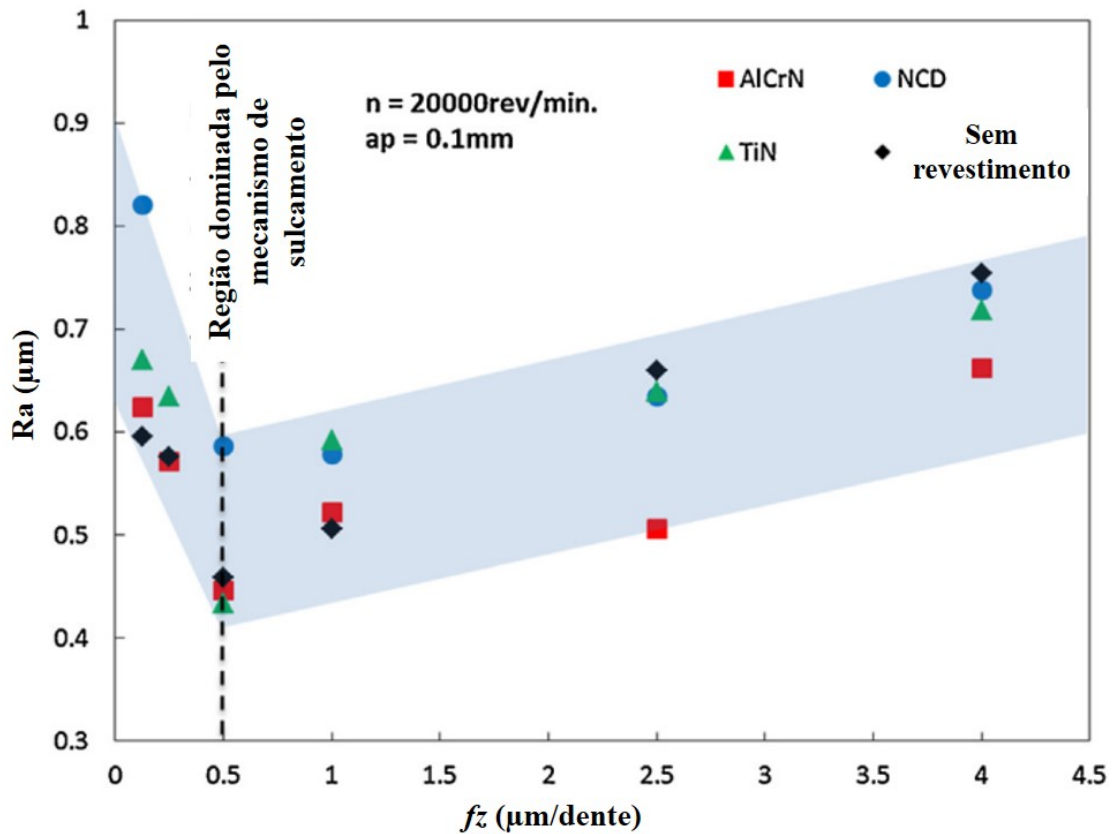 1
0.9
0.8
0.7
0.6
0.5
0.4
0.3
Ra (µm)
Região dominada pelo
mecanismo de
sulcamento
n = 20000rev/min.
ap = 0.1mm
AlCrN
NCD
TiN
Sem
revestimento
0
0.5
1
1.5
2
2.5
3
3.5
4
4.5
fz (µm/dente)